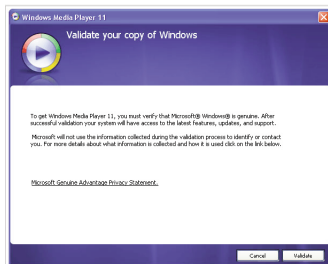 Windows Media Player 11
Validate your copy of Windows
To get Windows Media Player 11, you must verify that Microsoft® Windows® is genuine. After
successful validation your system will have access to the latest features, updates, and support.
Microsoft will not use the information collected during the validation process to identify or contact
you. For more details about what information is collected and how it is used click on the link below.
Microsoft Genuine Advantage Privacy Statement.
Cancel Validate